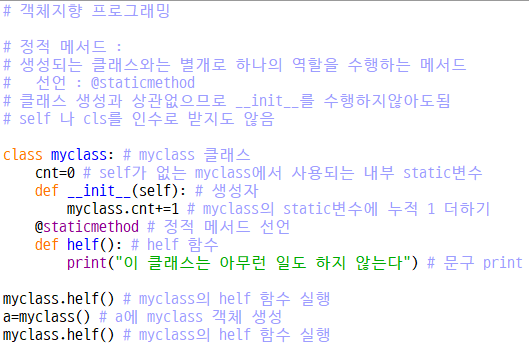 # 객체지향 프로그래밍
# 정적 메서드 :
# 생성되는 클래스와는 별개로 하나의 역할을 수행하는 메서드
#   선언 : @staticmethod
# 클래스 생성과 상관없으므로 __init__를 수행하지않아도됨
# self 나 cls를 인수로 받지도 않음
class myclass: # myclass 클래스
    cnt=0 # self가 없는 myclass에서 사용되는 내부 static변수
    def __init__(self): # 생성자
        myclass.cnt+=1 # myclass의 static변수에 누적 1 더하기
    @staticmethod # 정적 메서드 선언
    def helf(): # helf 함수
        print("이 클래스는 아무런 일도 하지 않는다") # 문구 print
myclass.helf() # myclass의 helf 함수 실행
a=myclass() # a에 myclass 객체 생성
myclass.helf() # myclass의 helf 함수 실행